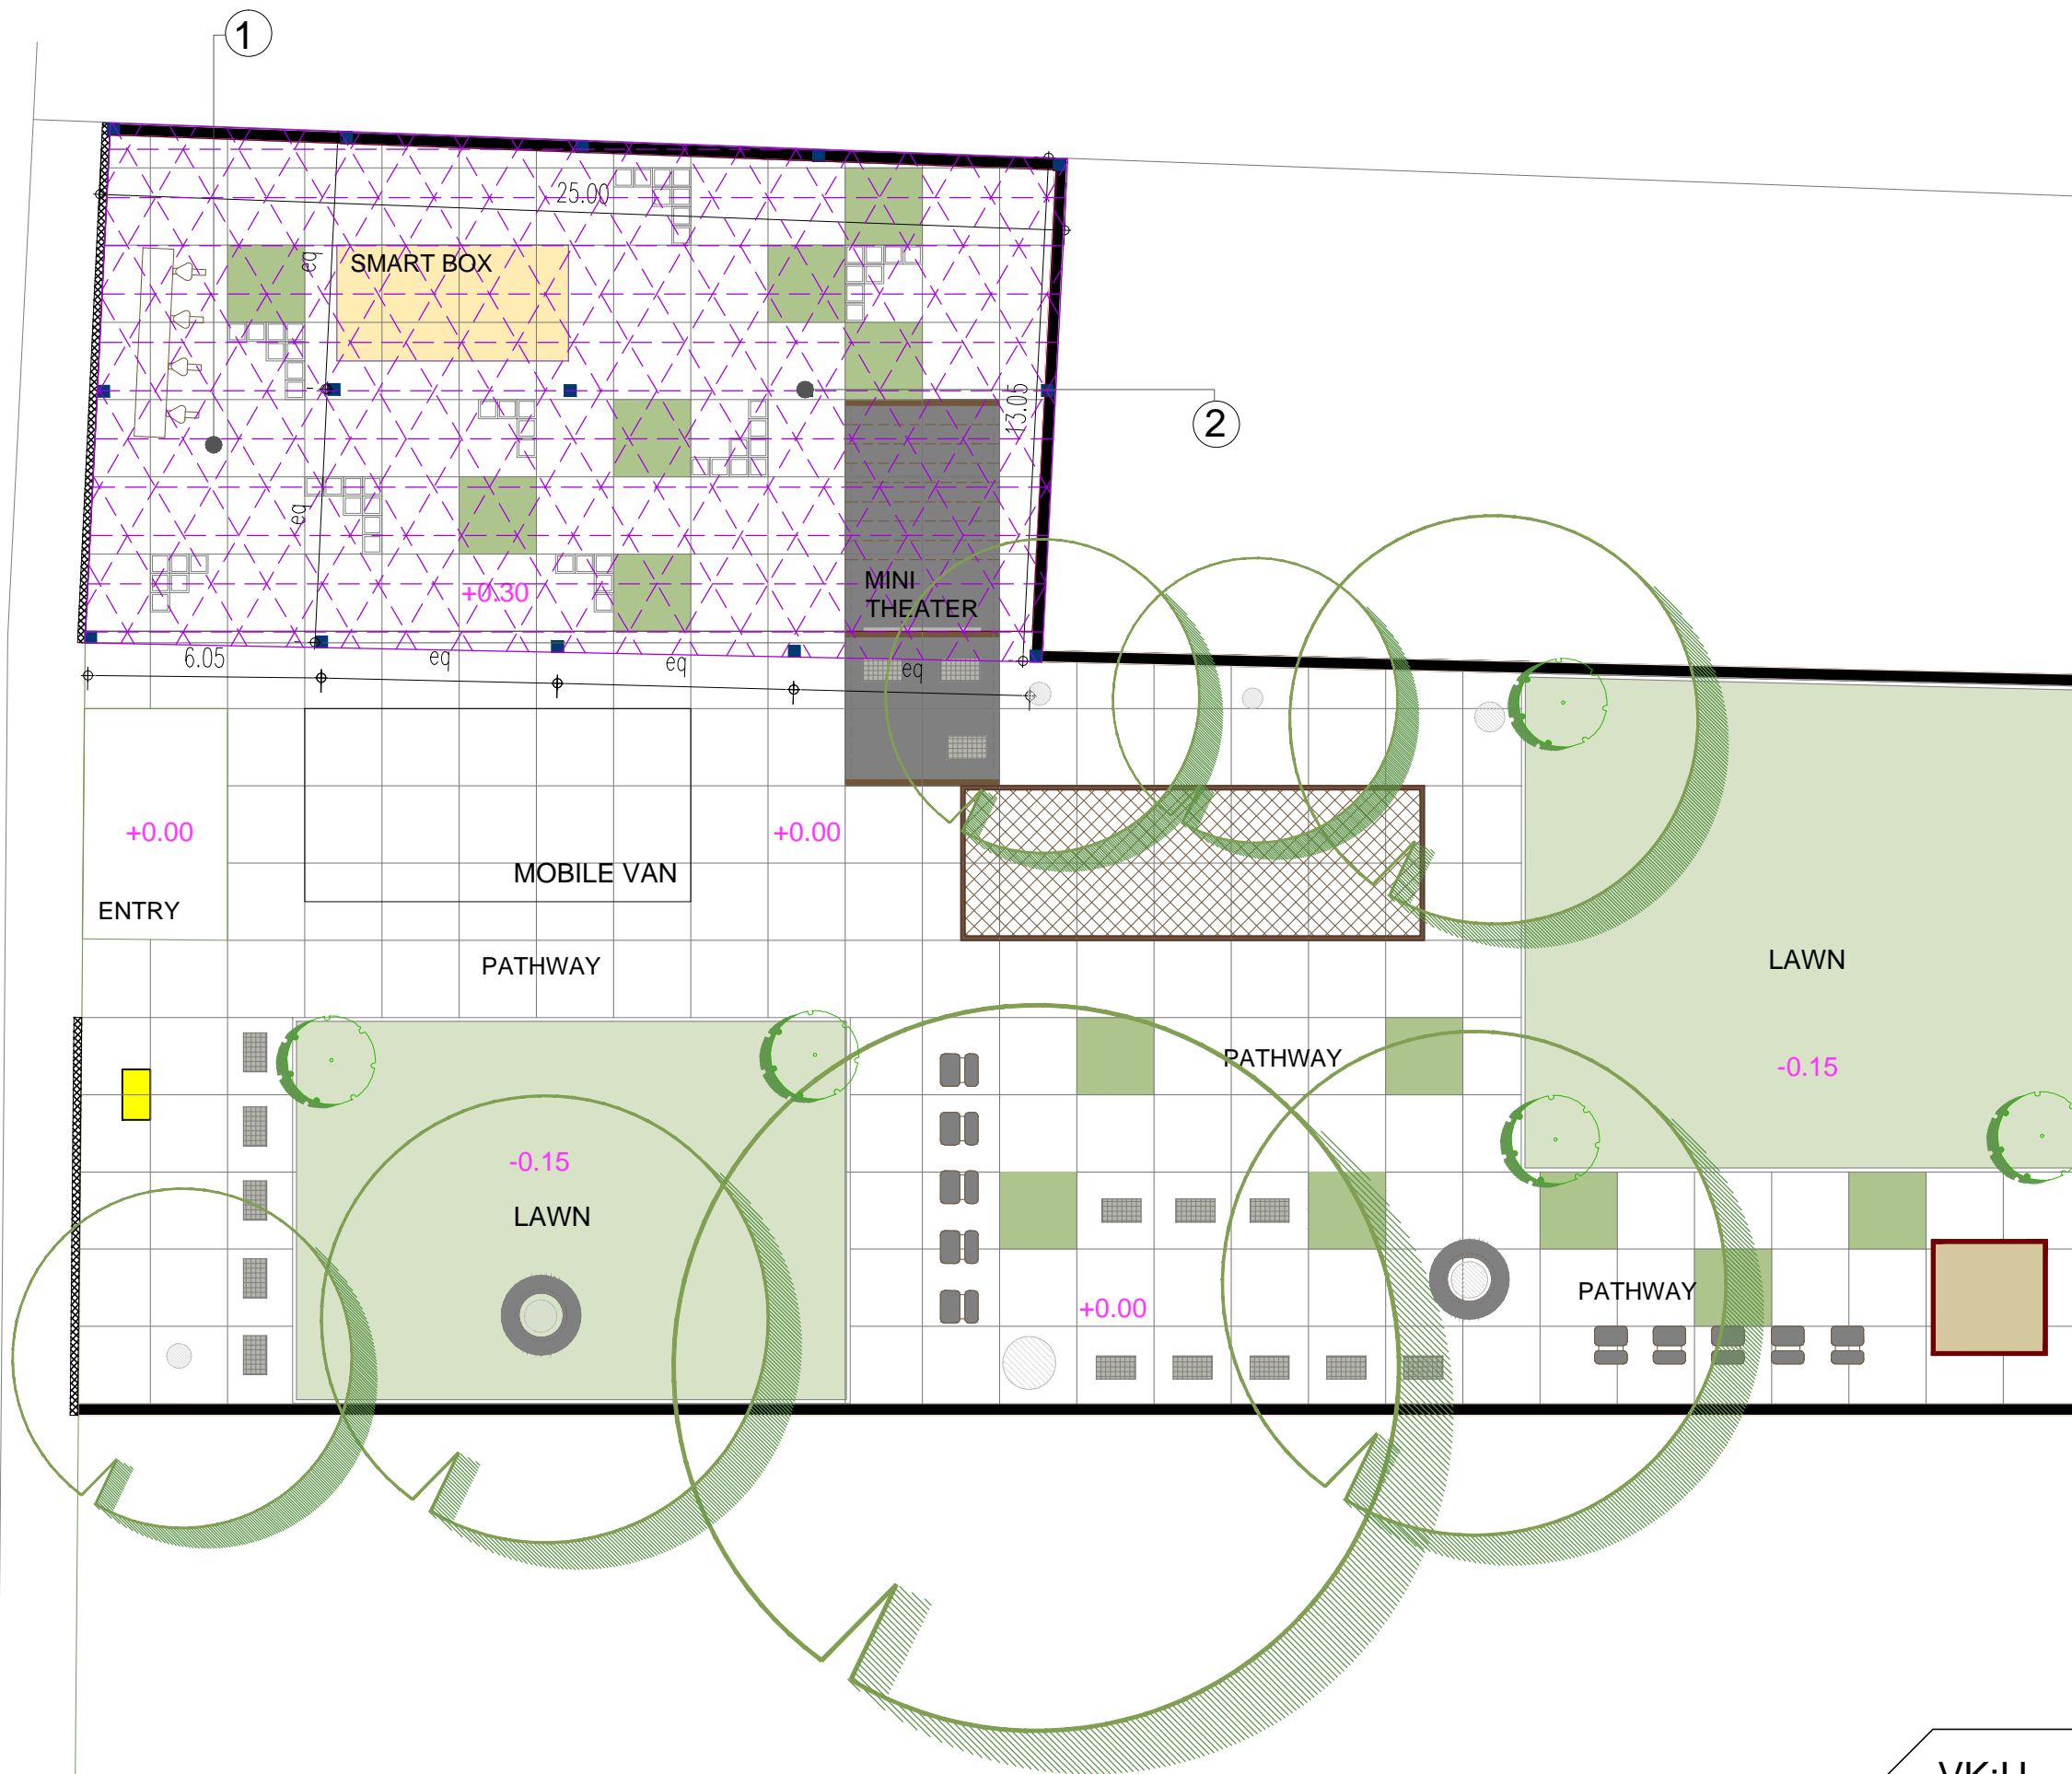 1
25.00
eq
SMART BOX
13.05
2
eq
MINI
THEATER
+0.30
6.05
eq
eq
eq
+0.00
+0.00
MOBILE VAN
ENTRY
PATHWAY
LAWN
PATHWAY
-0.15
-0.15
LAWN
PATHWAY
+0.00